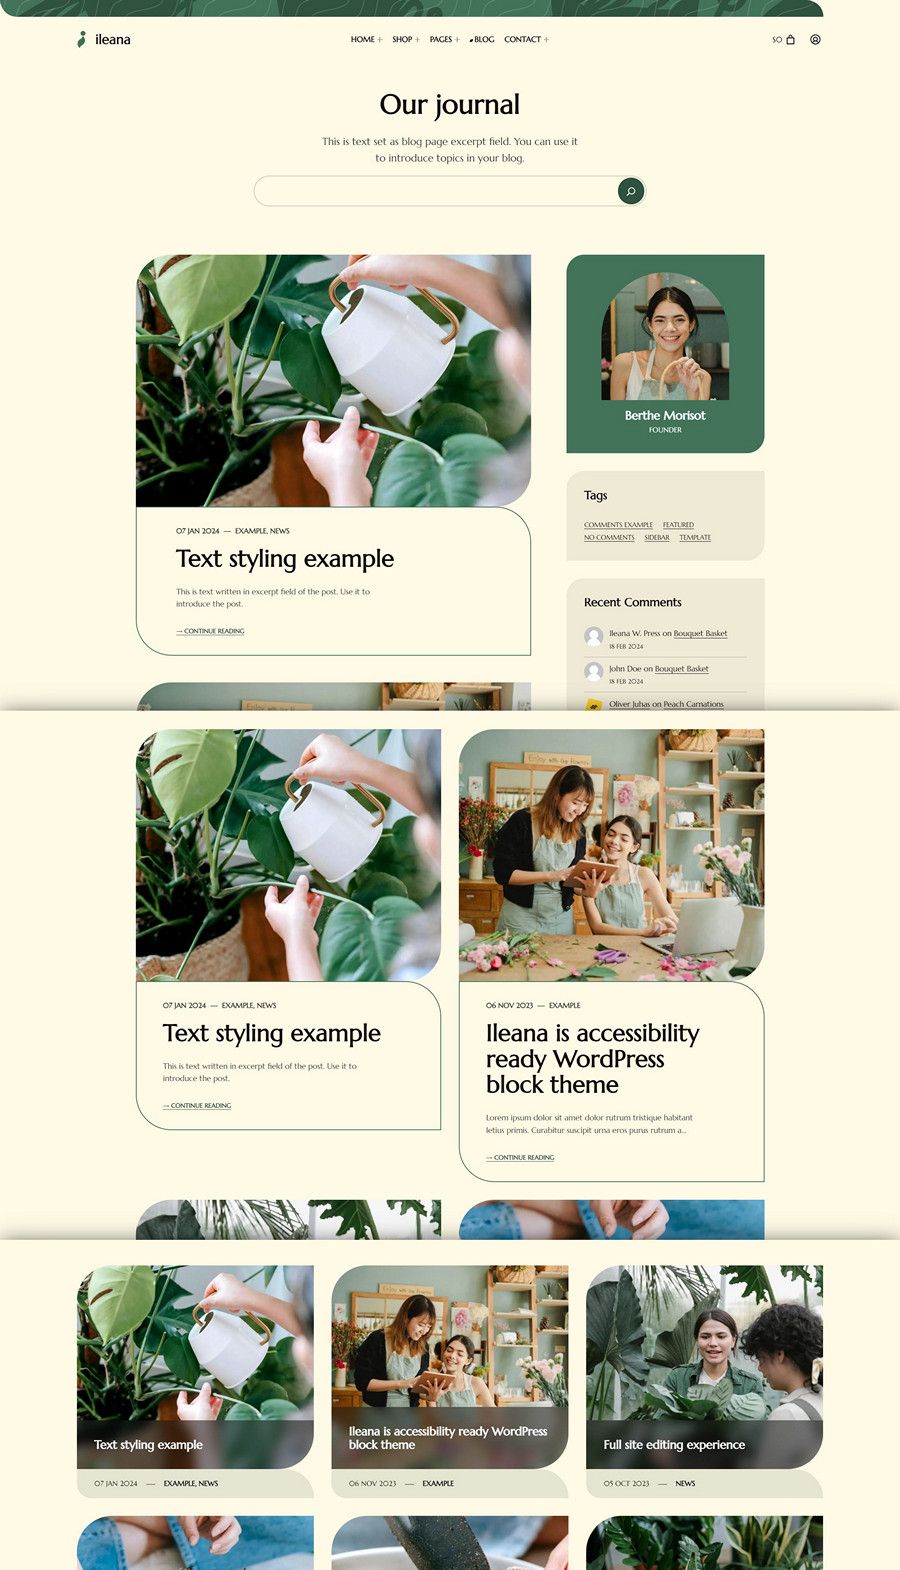 ileana
HOME + SHOP + PAGES + BLOG CONTACT +
$0
Our journal
This is text set as blog page excerpt field. You can use it
to introduce topics in your blog.
Berthe Morisot
FOUNDER
07 JAN 2024 — EXAMPLE, NEWS
Text styling example
This is text written in excerpt field of the post. Use it to
introduce the post.
→ CONTINUE READING
Tags
COMMENTS EXAMPLE FEATURED
NO COMMENTS SIDEBAR TEMPLATE
Recent Comments
Ileana W. Press on Bouquet Basket
18 FEB 2024
John Doe on Bouquet Basket
18 FEB 2024
Oliver Juhas on Peach Carnations
Enjoy with the Flowers
07 JAN 2024 — EXAMPLE, NEWS
Text styling example
This is text written in excerpt field of the post. Use it to
introduce the post.
→ CONTINUE READING
06 NOV 2023 — EXAMPLE
Ileana is accessibility
ready WordPress
block theme
Lorem ipsum dolor sit amet dolor rutrum tristique habitant
letius primis. Curabitur suscipit urna eros purus rutrum a...
→ CONTINUE READING
Text styling example
07 JAN 2024 — EXAMPLE, NEWS
Ileana is accessibility ready WordPress
block theme
06 NOV 2023 — EXAMPLE
Full site editing experience
05 OCT 2023 — NEWS